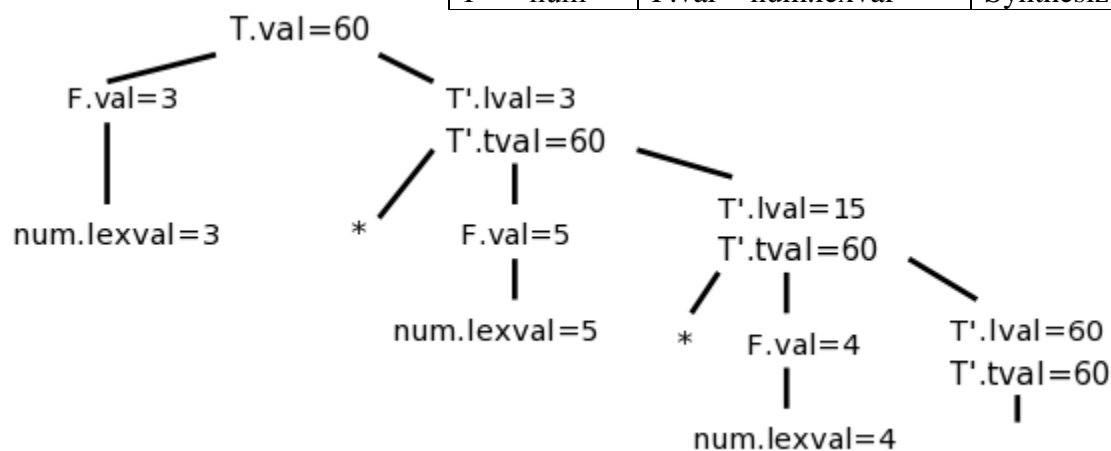 T.val=60
F.val=3
T'.lval=3
T'.tval=60
num.lexval=3
*
F.val=5
T'.lval=15
T'.tval=60
num.lexval=5
*
F.val=4
T'.lval=60
T'.tval=60
num.lexval=4